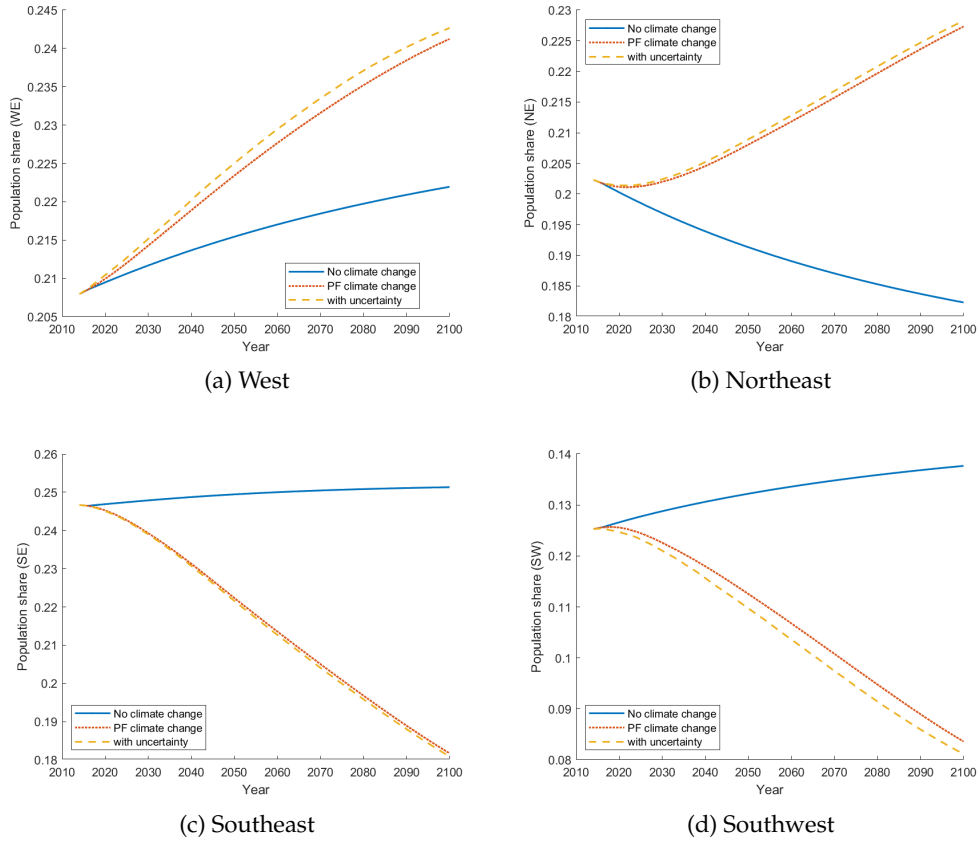 0.245
0.24
0.235
0.23
0.225
0.22
0.215
0.21
0.205
Population share (WE)
No climate change
PF climate change
with uncertainty
2010 2020 2030 2040 2050 2060 2070 2080 2090 2100
Year
(a) West
0.23
0.225
0.22
0.215
0.21
0.205
0.2
0.195
0.19
0.185
0.18
Population share (NE)
No climate change
PF climate change
with uncertainty
2010 2020 2030 2040 2050 2060 2070 2080 2090 2100
Year
(b) Northeast
0.26
0.25
0.24
0.23
0.22
0.21
0.2
0.19
0.18
Population share (SE)
No climate change
PF climate change
with uncertainty
2010 2020 2030 2040 2050 2060 2070 2080 2090 2100
Year
(c) Southeast
0.14
0.13
0.12
0.11
0.1
0.09
0.08
Population share (SW)
No climate change
PF climate change
with uncertainty
2010 2020 2030 2040 2050 2060 2070 2080 2090 2100
Year
(d) Southwest